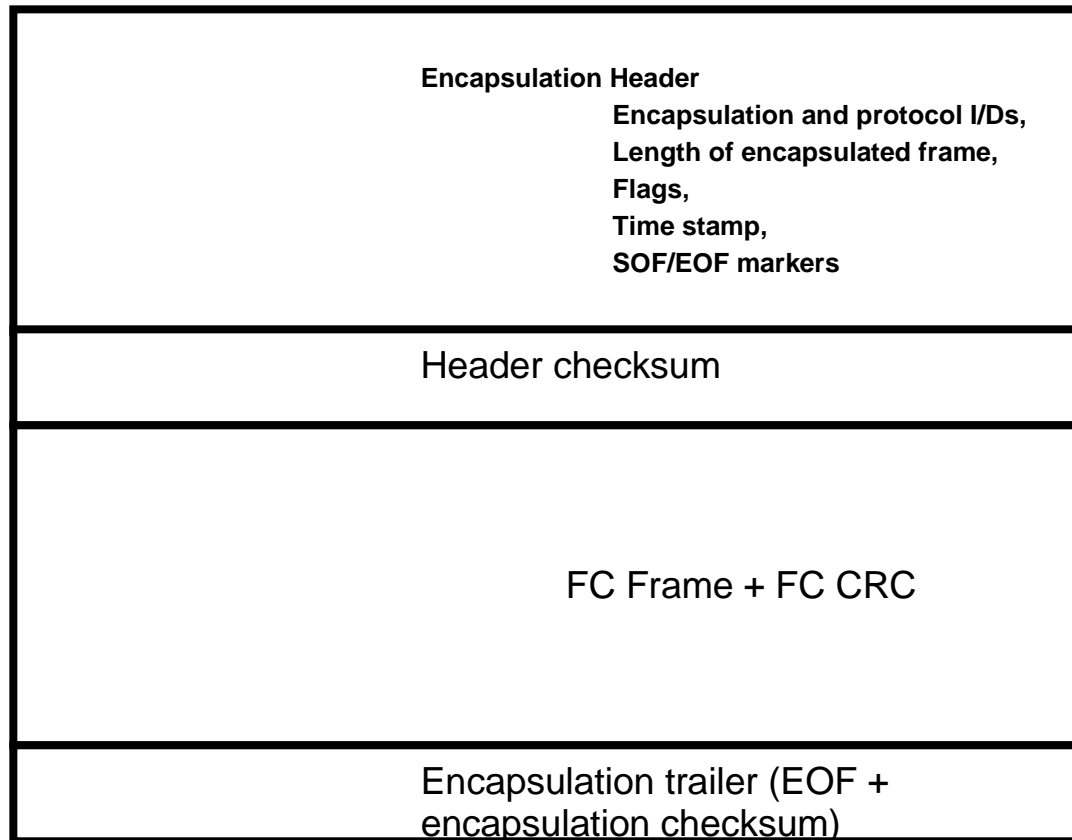 Encapsulation Header
Encapsulation and protocol I/Ds,
Length of encapsulated frame,
Flags,
Time stamp,
SOF/EOF markers
Header checksum
FC Frame + FC CRC
Encapsulation trailer (EOF +
encapsulation checksum)